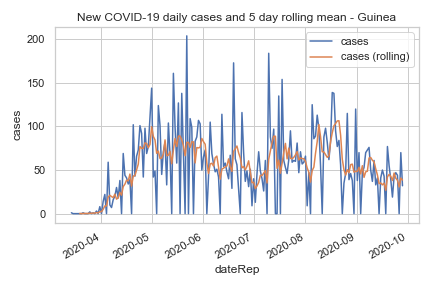 New COVID-19 daily cases and 5 day rolling mean - Guinea
cases
cases (rolling)
200
150
100
50
0
cases
2020-04
2020-05
2020-06
2020-07
2020-08
2020-09
2020-10
dateRep